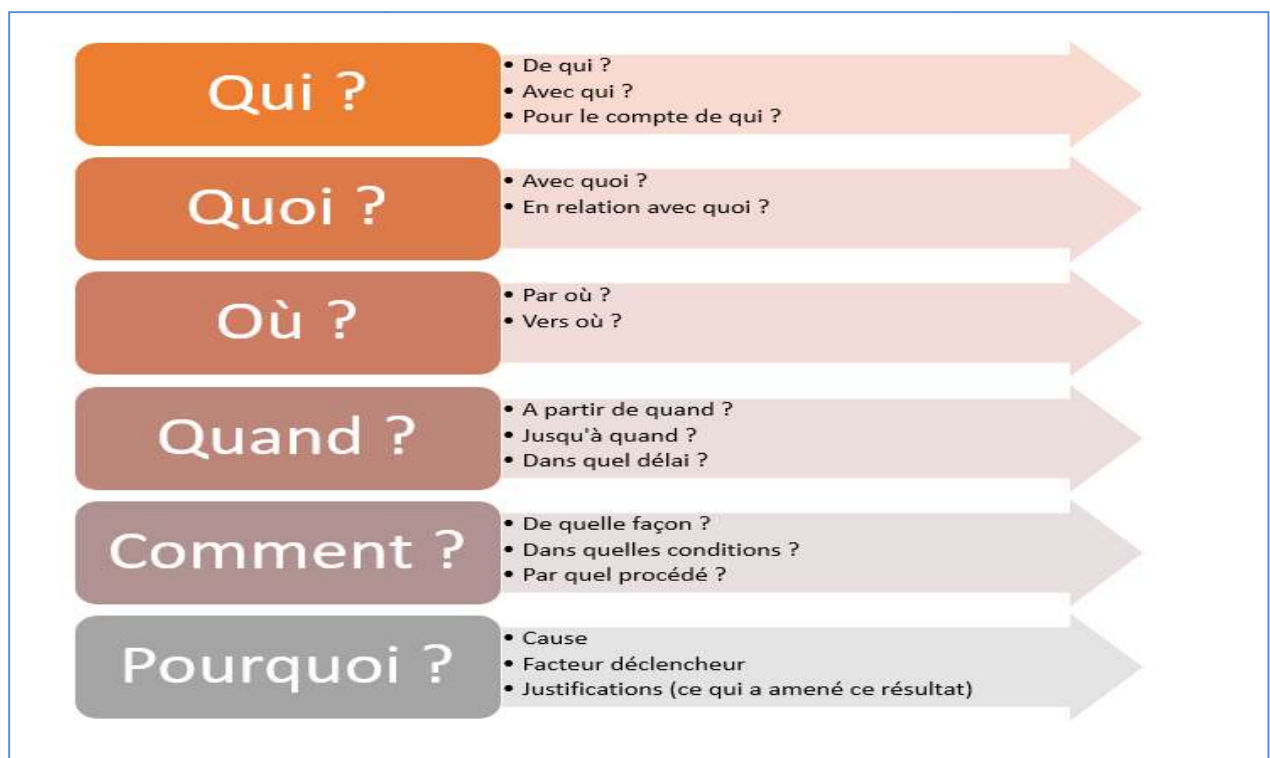 Qui ?
• De qui ?
• Avec qui ?
• Pour le compte de qui ?
Quoi ?
• Avec quoi ?
• En relation avec quoi ?
Où ?
• Par où ?
• Vers où ?
Quand ?
• A partir de quand ?
• Jusqu'à quand ?
• Dans quel délai ?
Comment ?
• De quelle façon ?
• Dans quelles conditions ?
• Par quel procédé ?
Pourquoi ?
• Cause
• Facteur déclencheur
• Justifications (ce qui a amené ce résultat)